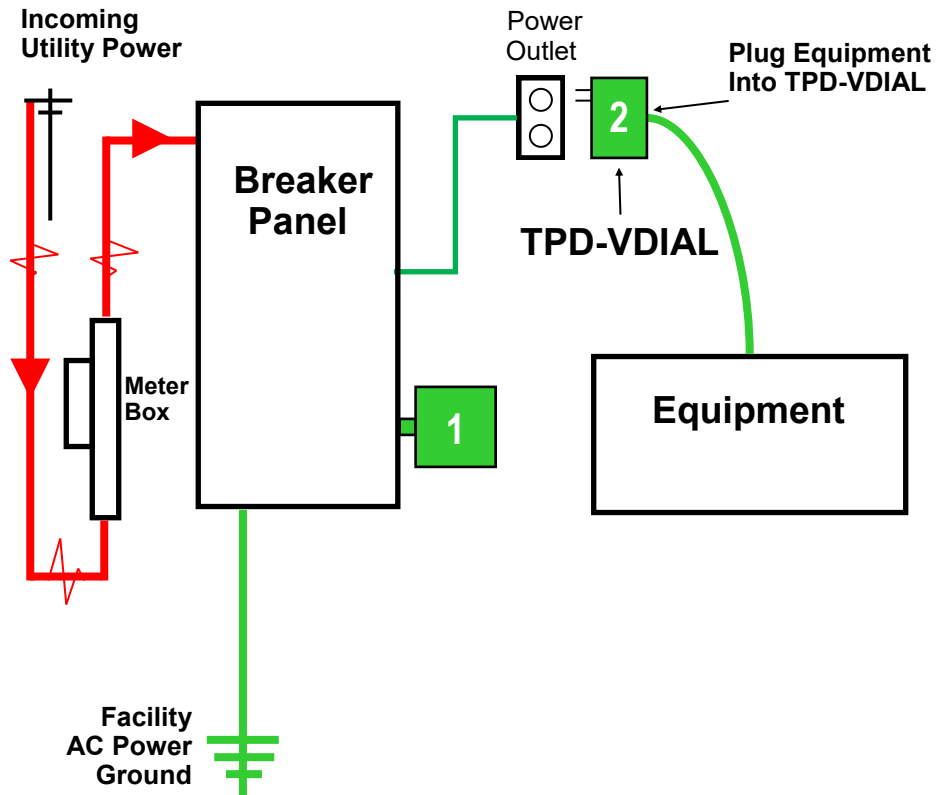 Incoming
Utility Power
Power
Outlet
Plug Equipment
Into TPD-VDIAL
2
Breaker
Panel
TPD-VDIAL
Meter
Box
1
Equipment
Facility
AC Power
Ground